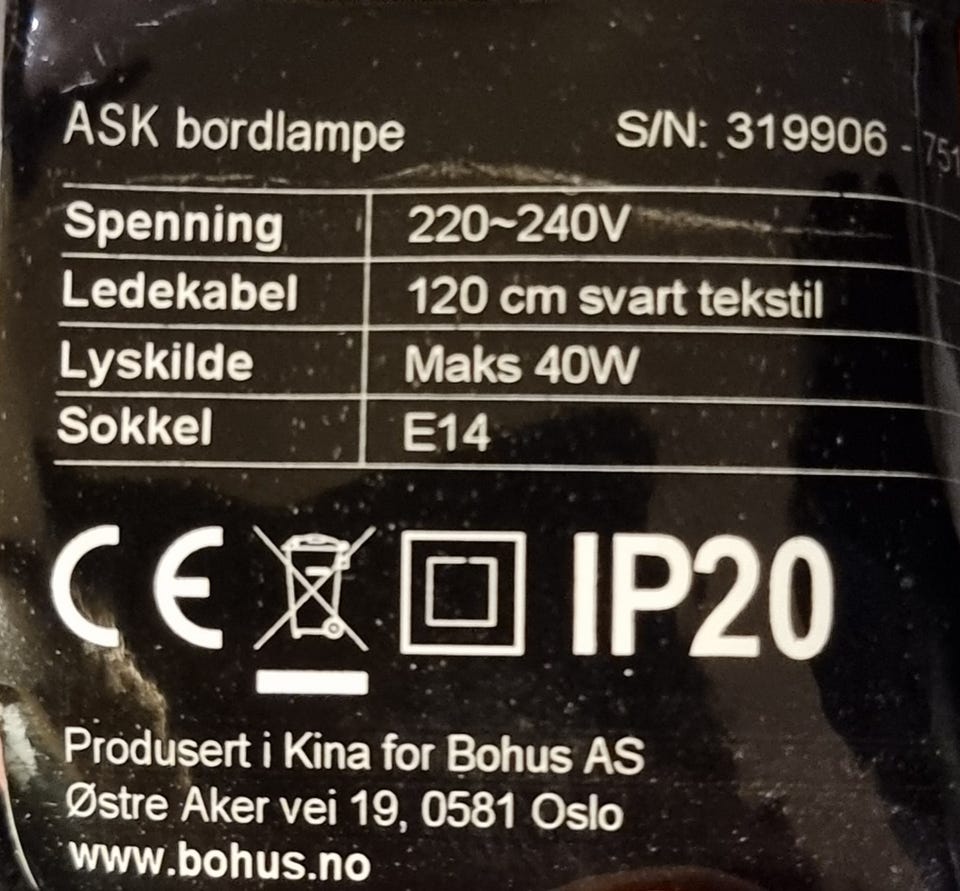 ASK bordlampe S/N: 319906 - 751
Spenning 220~240V
Ledekabel 120 cm svart tekstil
Lyskilde Maks 40W
Sokkel E14
CE IP20
Produsert i Kina for Bohus AS
Østre Aker vei 19, 0581 Oslo
www.bohus.no